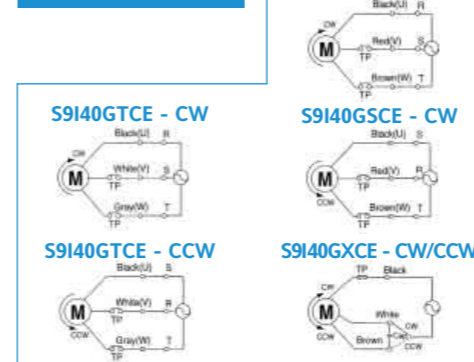 Black(U) R
CW
Red(V) S
M
TP
Brown(W) T
TP
S9I40GTCE - CW
Black(U) R
CW
White(V) S
M
TP
Gray(W) T
TP
S9I40GSCE - CW
Black(U) S
Red(V) R
M
TP
CCW
Brown(W) T
TP
S9I40GTCE - CCW
Black(U) S
White(V) R
M
TP
CCW
Gray(W) T
TP
S9I40GXCE - CW/CCW
TP Black
CW
White
M
CW
Cap
CCW
Brown
CCW